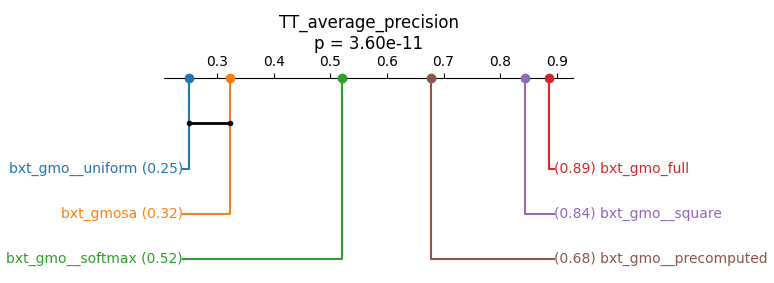 TT_average_precision
p = 3.60e-11
0.3 0.4 0.5 0.6 0.7 0.8 0.9
bxt_gmo__uniform (0.25) (0.89) bxt_gmo_full
bxt_gmosa (0.32) (0.84) bxt_gmo__square
bxt_gmo__softmax (0.52) (0.68) bxt_gmo__precomputed